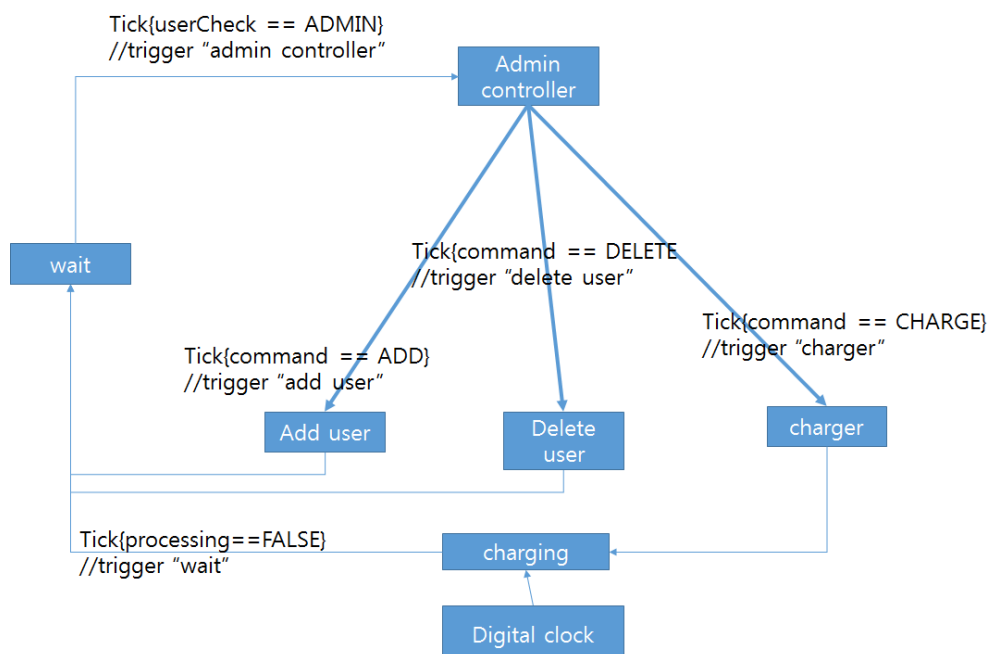 Tick{userCheck == ADMIN}
//trigger “admin controller”
Admin
controller
wait
Tick{command == DELETE
//trigger “delete user”
Tick{command == CHARGE}
//trigger “charger”
Tick{command == ADD}
//trigger “add user”
Add user
Delete
user
charger
Tick{processing==FALSE}
//trigger “wait”
charging
Digital clock